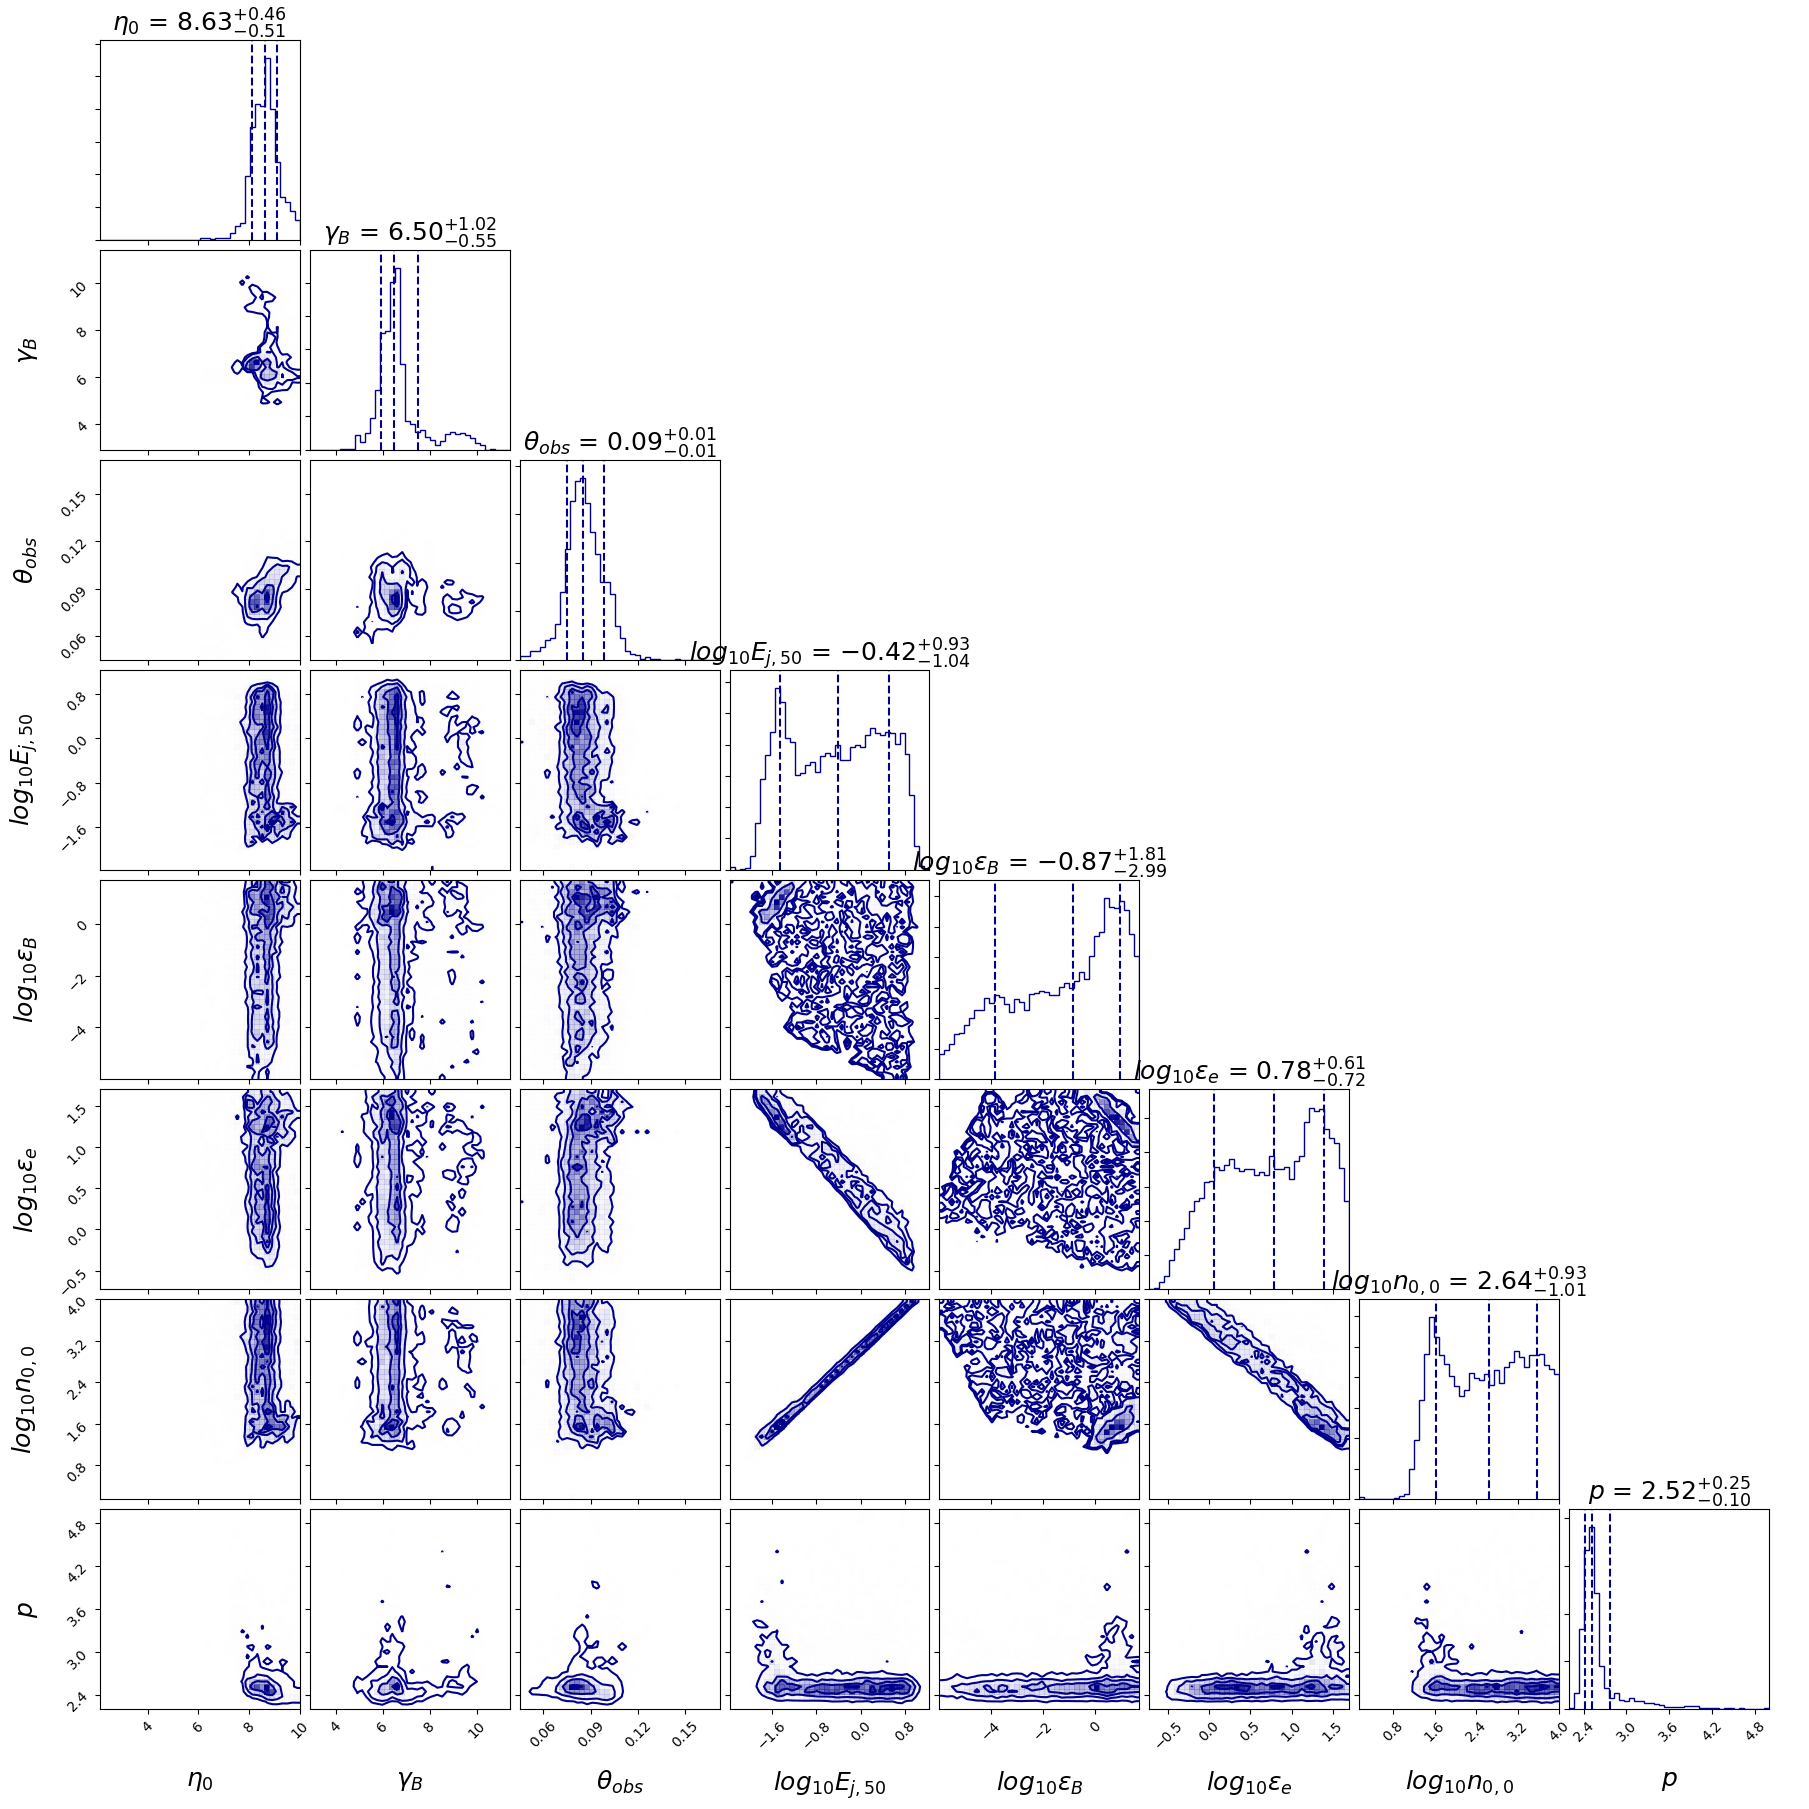 η₀ = 8.63+0.46−0.51
γB = 6.50+1.02−0.55
10
8
6
4
γB
θobs = 0.09+0.01−0.01
0.15
0.12
0.09
0.06
θobs
log10Ej, 50 = −0.42+0.93−1.04
0.8
0.0
−0.8
−1.6
log10Ej, 50
log10εB = −0.87+1.81−2.99
0
−2
−4
log10εB
log10εe = 0.78+0.61−0.72
1.5
1.0
0.5
0.0
−0.5
log10εe
log10n0, 0 = 2.64+0.93−1.01
4.0
3.2
2.4
1.6
0.8
log10n0, 0
p = 2.52+0.25−0.10
4.8
4.2
3.6
3.0
2.4
p
4 6 8 10 4 6 8 10 0.06 0.09 0.12 0.15 −1.6 −0.8 0.0 0.8 −4 −2 0 −0.5 0.0 0.5 1.0 1.5 0.8 1.6 2.4 3.2 4.0 2.4 3.0 3.6 4.2 4.8
η₀ γB θobs log10Ej, 50 log10εB log10εe log10n0, 0 p